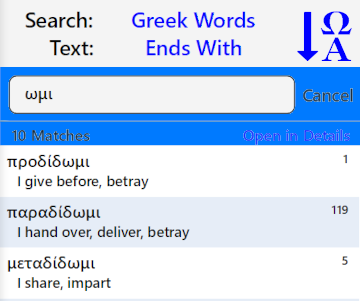 Search: Greek Words
Text: Ends With
Ω
Α
ωμι
Cancel
10 Matches Open in Details
προδίδωμι 1
I give before, betray
παραδίδωμι 119
I hand over, deliver, betray
μεταδίδωμι 5
I share, impart